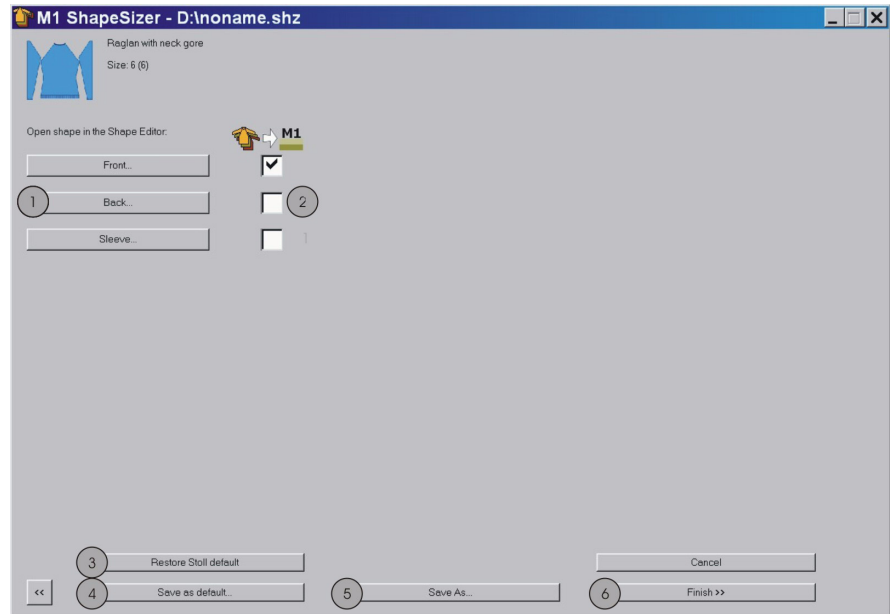 M1 ShapeSizer - D:\noname.shz
Raglan with neck gore
Size: 6 (6)
Open shape in the Shape Editor:
M1
Front...
1 Back... 2
Sleeve...
3 Restore Stoll default Cancel
<< 4 Save as default... 5 Save As... 6 Finish >>